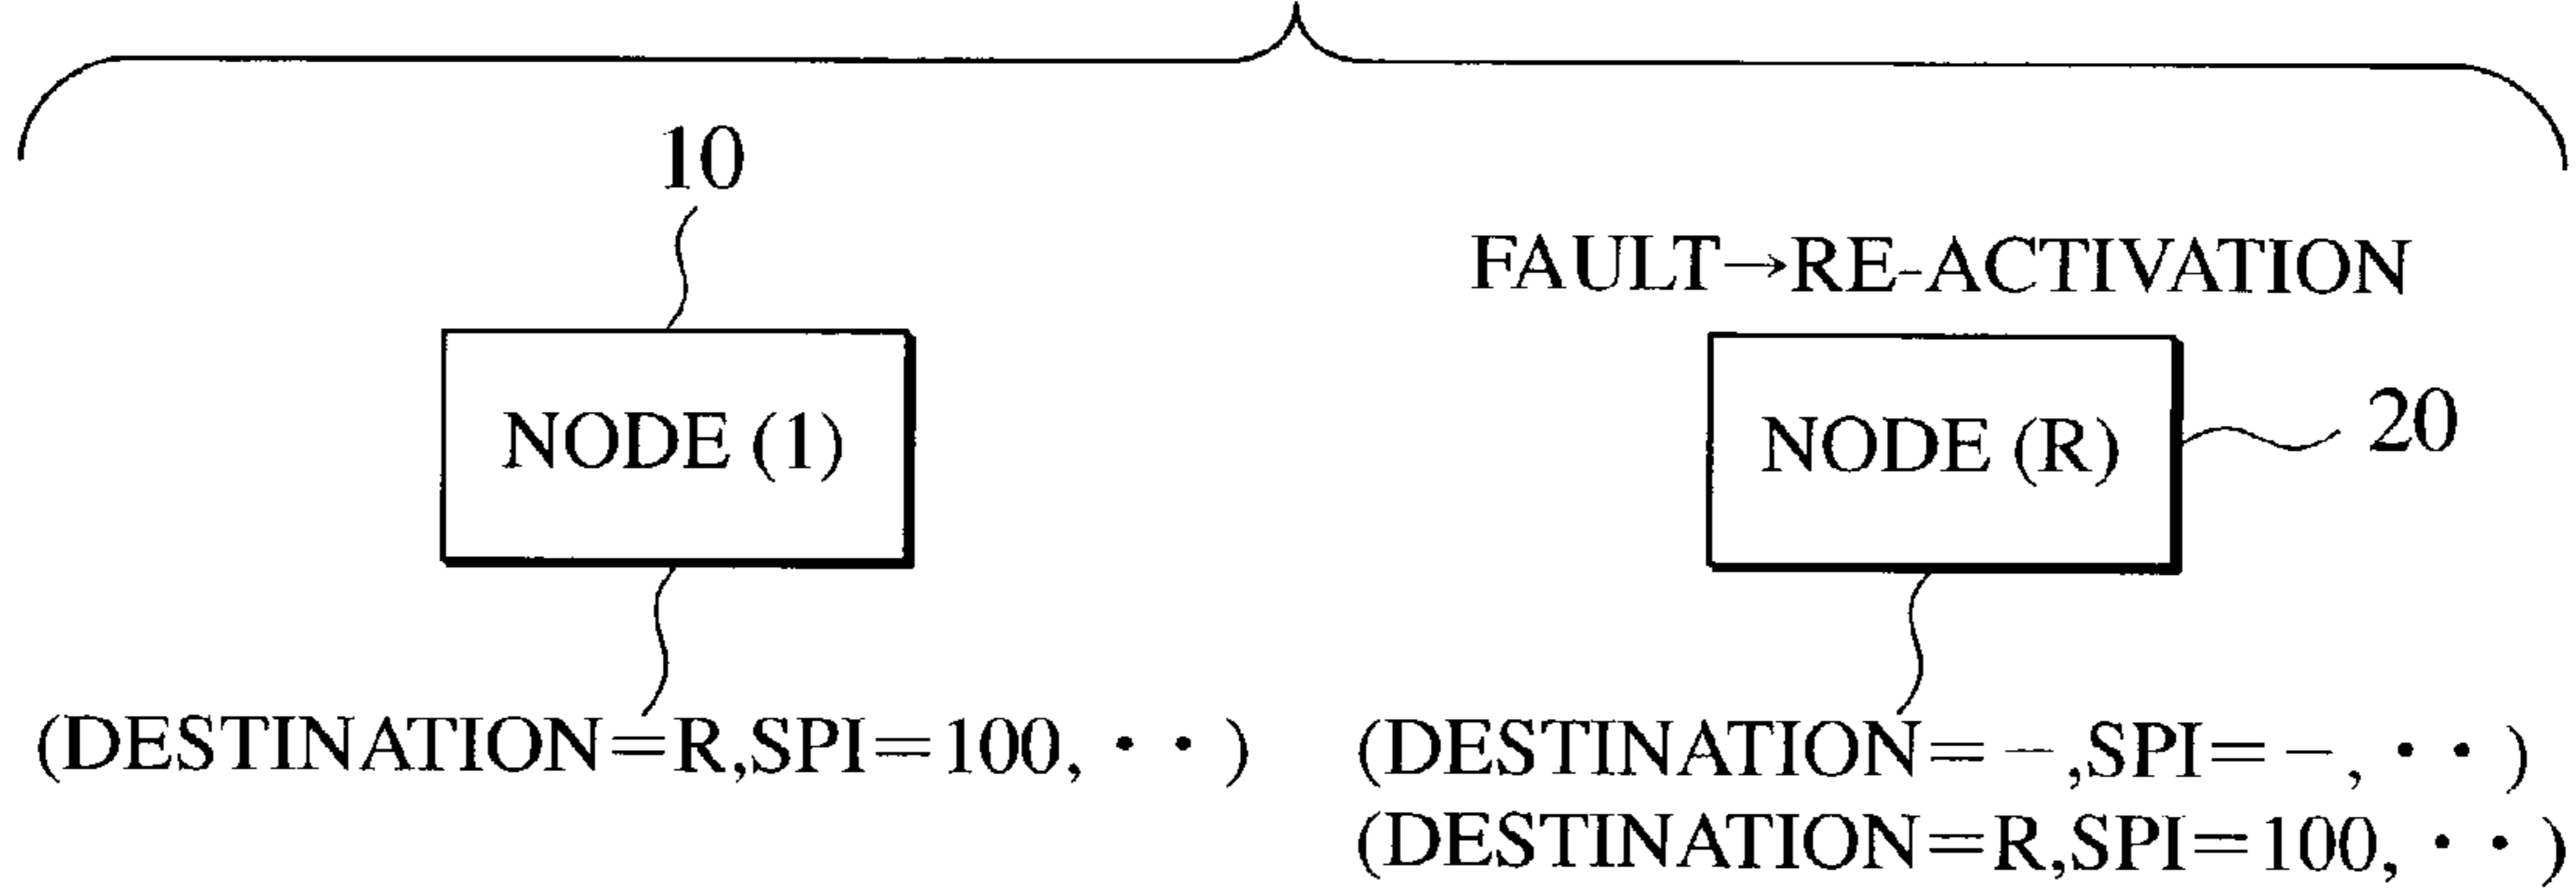 10
FAULT→RE-ACTIVATION
NODE (1)
NODE (R)
20
(DESTINATION=R,SPI=100, · · )
(DESTINATION= −,SPI= −, · · )
(DESTINATION=R,SPI=100, · · )